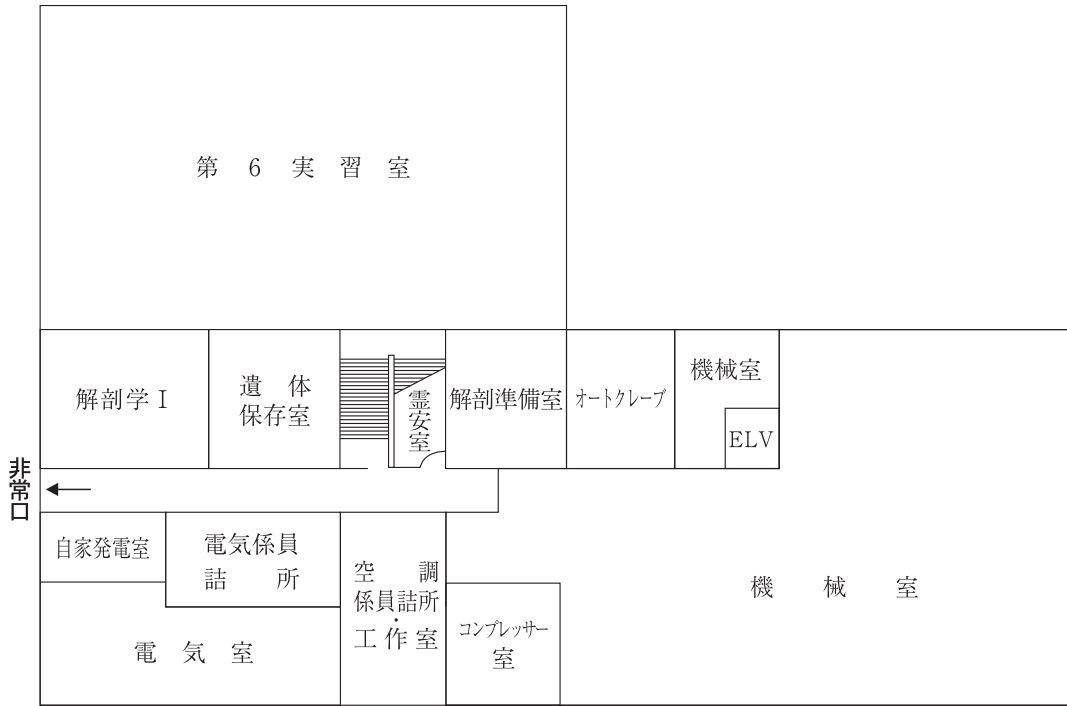 第6実習室
解剖学Ⅰ
遺体
保存室
霊安室
解剖準備室
オートクレーブ
機械室
ELV
非常口
自家発電室
電気係員
詰所
空調
係員詰所
・
工作室
コンプレッサー
室
機械室
電気室